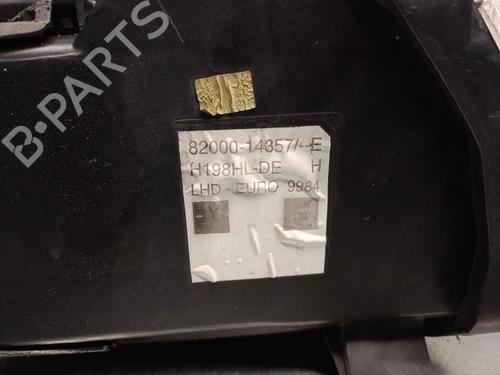 B-Parts
82000-14357/--E
H198HL-DE H
LHD - EURO 9984